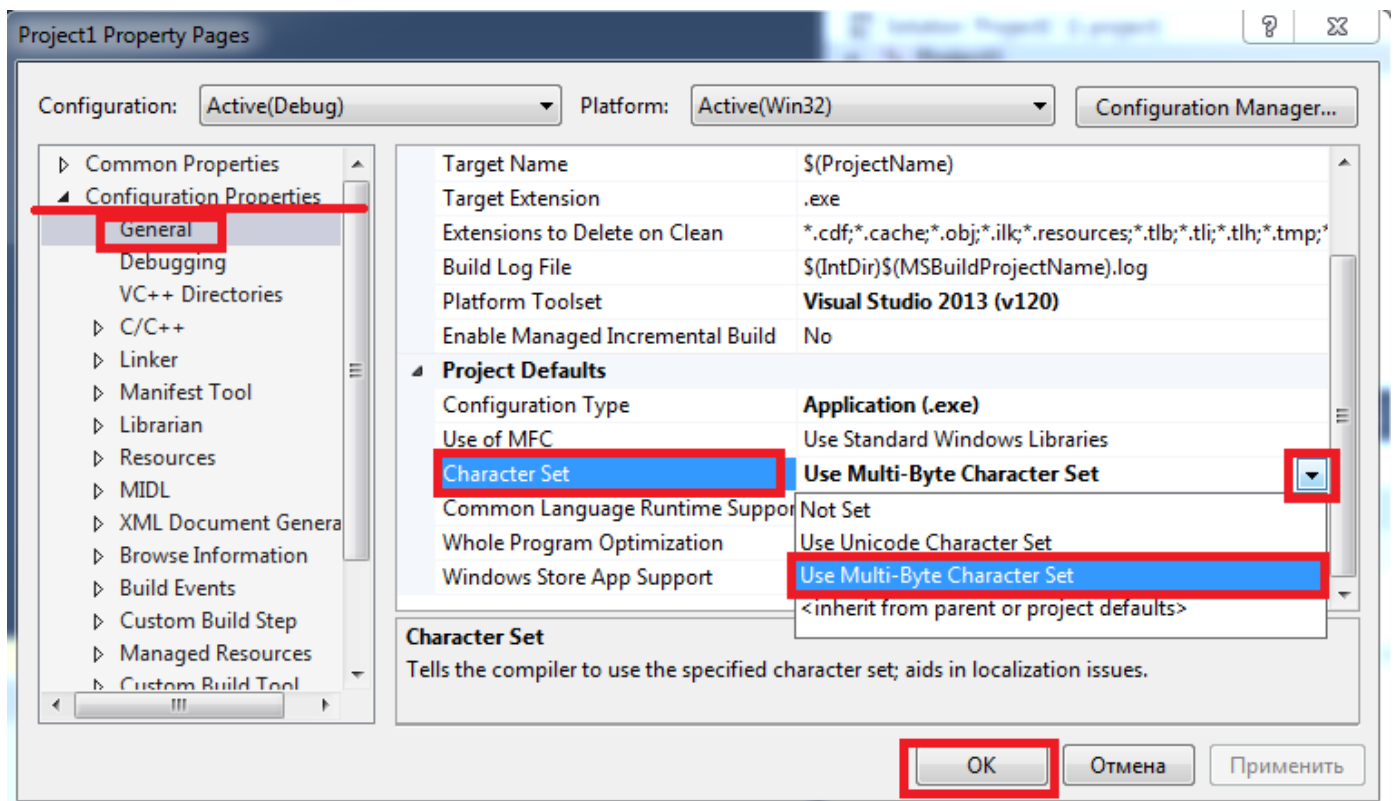 Project1 Property Pages
Configuration: Active(Debug) Platform: Active(Win32) Configuration Manager...
Common Properties
Configuration Properties
General
Debugging
VC++ Directories
C/C++
Linker
Manifest Tool
Librarian
Resources
MIDL
XML Document Genera
Browse Information
Build Events
Custom Build Step
Managed Resources
Custom Build Tool
Target Name $(ProjectName)
Target Extension .exe
Extensions to Delete on Clean *.cdf;*.cache;*.obj;*.ilk;*.resources;*.tlb;*.tli;*.tlh;*.tmp;*
Build Log File $(IntDir)$(MSBuildProjectName).log
Platform Toolset Visual Studio 2013 (v120)
Enable Managed Incremental Build No
Project Defaults
Configuration Type Application (.exe)
Use of MFC Use Standard Windows Libraries
Character Set Use Multi-Byte Character Set
Common Language Runtime Suppor
Whole Program Optimization
Windows Store App Support
Not Set
Use Unicode Character Set
Use Multi-Byte Character Set
<inherit from parent or project defaults>
Character Set
Tells the compiler to use the specified character set; aids in localization issues.
OK Отмена Применить